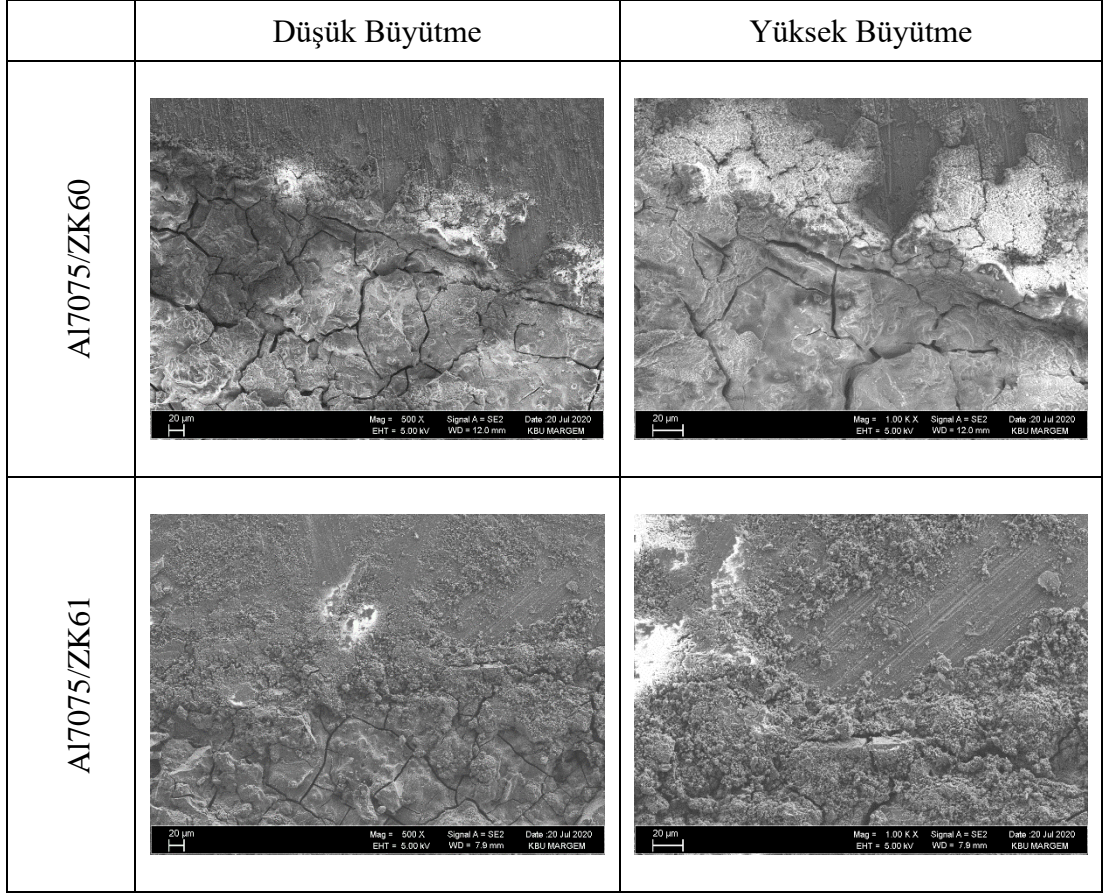 Düşük Büyütme
Yüksek Büyütme
Al7075/ZK60
20 µm
Mag = 500 X
Signal A = SE2
Date :20 Jul 2020
EHT = 5.00 kV
WD = 12.0 mm
KBU MARGEM
20 µm
Mag = 1.00 K X
Signal A = SE2
Date :20 Jul 2020
EHT = 5.00 kV
WD = 12.0 mm
KBU MARGEM
Al7075/ZK61
20 µm
Mag = 500 X
Signal A = SE2
Date :20 Jul 2020
EHT = 5.00 kV
WD = 7.9 mm
KBU MARGEM
20 µm
Mag = 1.00 K X
Signal A = SE2
Date :20 Jul 2020
EHT = 5.00 kV
WD = 7.9 mm
KBU MARGEM